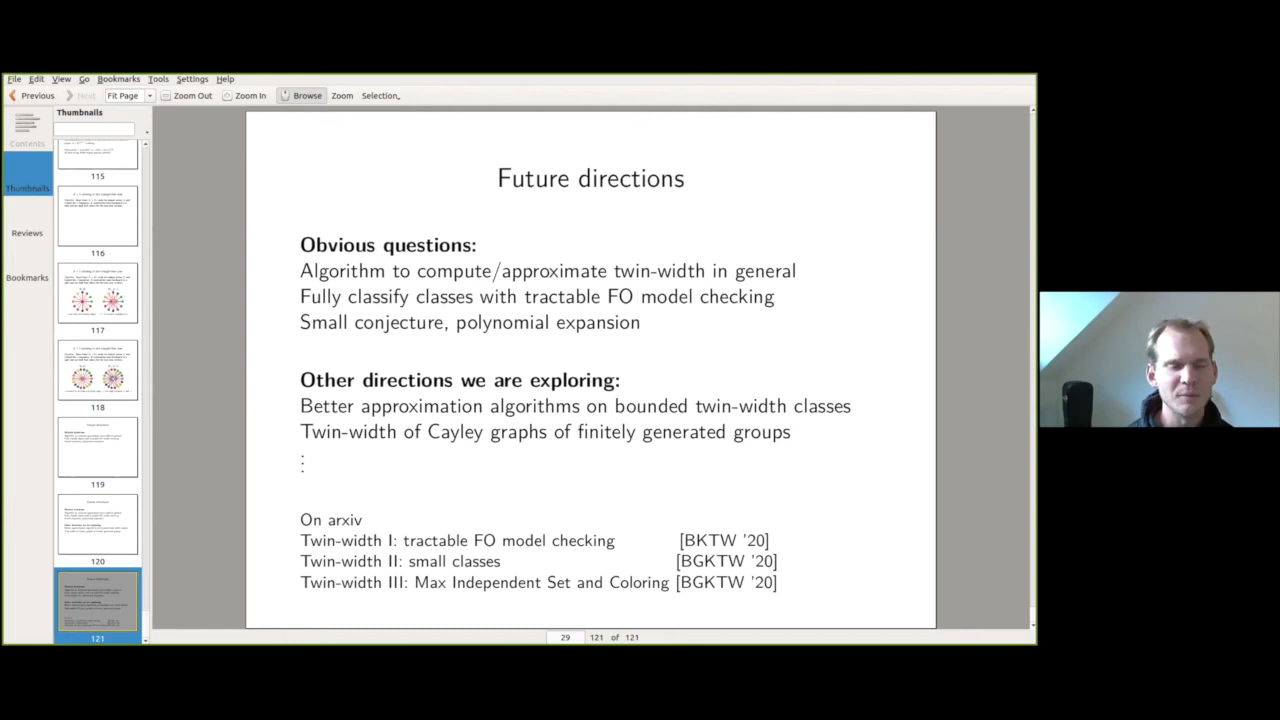 File Edit View Go Bookmarks Tools Settings Help
Previous Next Fit Page Zoom Out Zoom In Browse Zoom Selection
Contents
Thumbnails
Reviews
Bookmarks
Thumbnails
115
116
117
118
119
120
121
Future directions
Obvious questions:
Algorithm to compute/approximate twin-width in general
Fully classify classes with tractable FO model checking
Small conjecture, polynomial expansion
Other directions we are exploring:
Better approximation algorithms on bounded twin-width classes
Twin-width of Cayley graphs of finitely generated groups
⋮
On arxiv
Twin-width I: tractable FO model checking [BKTW '20]
Twin-width II: small classes [BGKTW '20]
Twin-width III: Max Independent Set and Coloring [BGKTW '20]
29 121 of 121